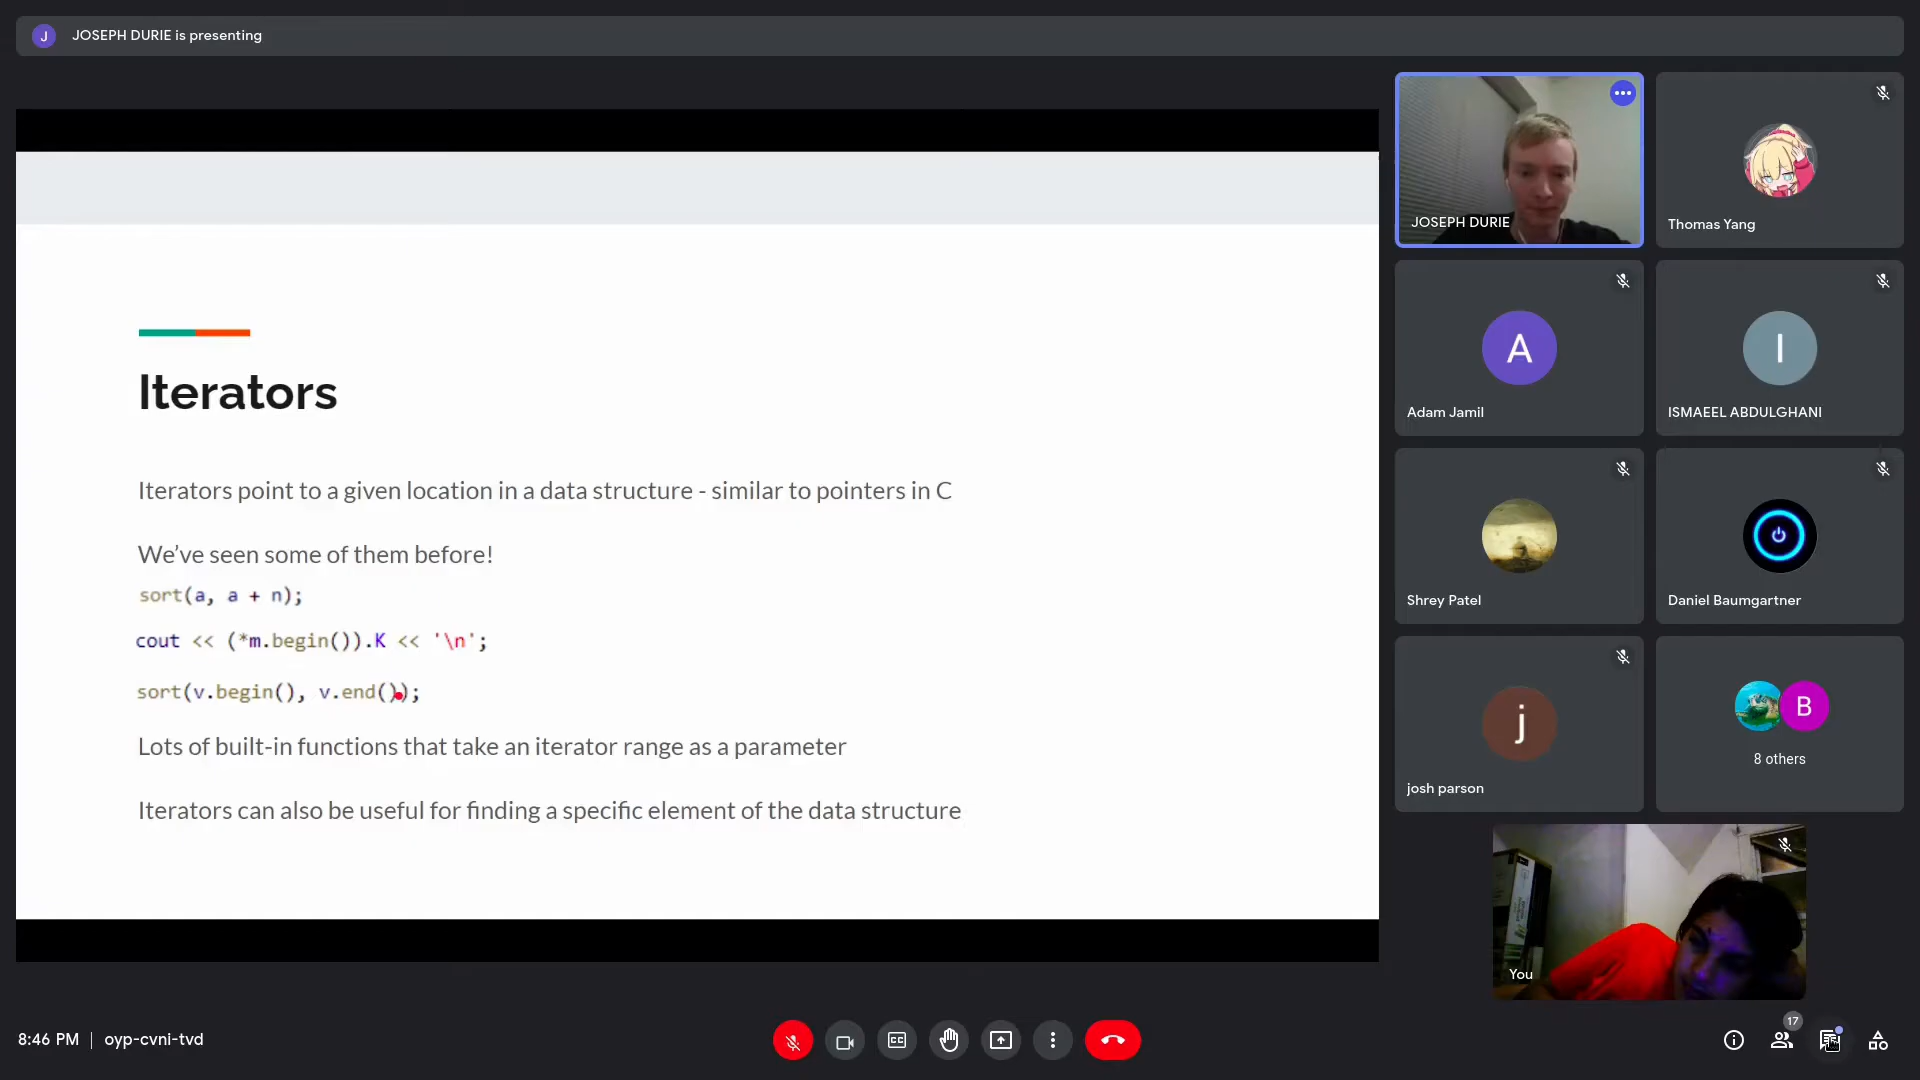 J
JOSEPH DURIE is presenting
Iterators
Iterators point to a given location in a data structure - similar to pointers in C
We’ve seen some of them before!
sort(a, a + n);
cout << (*m.begin()).K << '\n';
sort(v.begin(), v.end());
Lots of built-in functions that take an iterator range as a parameter
Iterators can also be useful for finding a specific element of the data structure
JOSEPH DURIE
Thomas Yang
A
Adam Jamil
I
ISMAEEL ABDULGHANI
Shrey Patel
Daniel Baumgartner
j
josh parson
B
8 others
You
8:46 PM | oyp-cvni-tvd
17